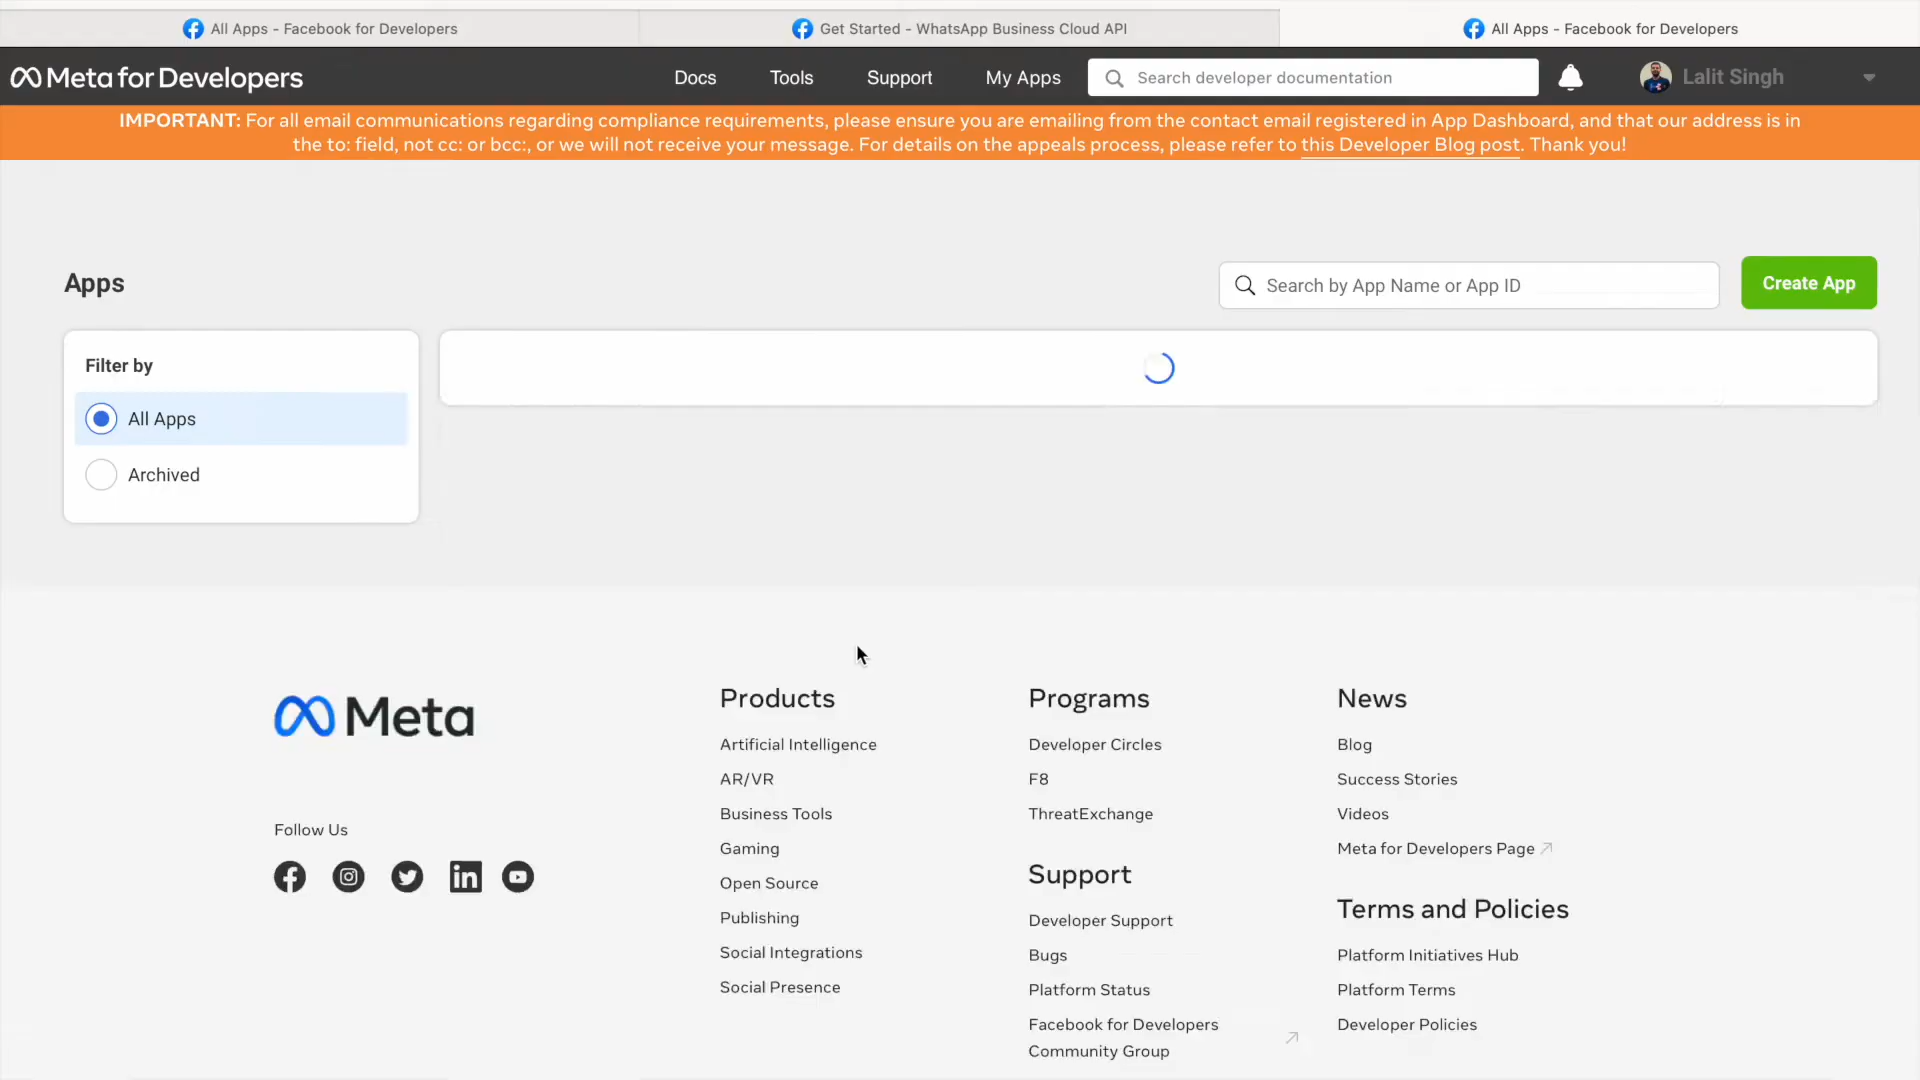 All Apps - Facebook for Developers
Get Started - WhatsApp Business Cloud API
All Apps - Facebook for Developers
Meta for Developers
Docs
Tools
Support
My Apps
Search developer documentation
Lalit Singh
IMPORTANT: For all email communications regarding compliance requirements, please ensure you are emailing from the contact email registered in App Dashboard, and that our address is in
the to: field, not cc: or bcc:, or we will not receive your message. For details on the appeals process, please refer to this Developer Blog post. Thank you!
Apps
Search by App Name or App ID
Create App
Filter by
All Apps
Archived
Meta
Follow Us
Products
Artificial Intelligence
AR/VR
Business Tools
Gaming
Open Source
Publishing
Social Integrations
Social Presence
Programs
Developer Circles
F8
ThreatExchange
Support
Developer Support
Bugs
Platform Status
Facebook for Developers
Community Group
News
Blog
Success Stories
Videos
Meta for Developers Page
Terms and Policies
Platform Initiatives Hub
Platform Terms
Developer Policies